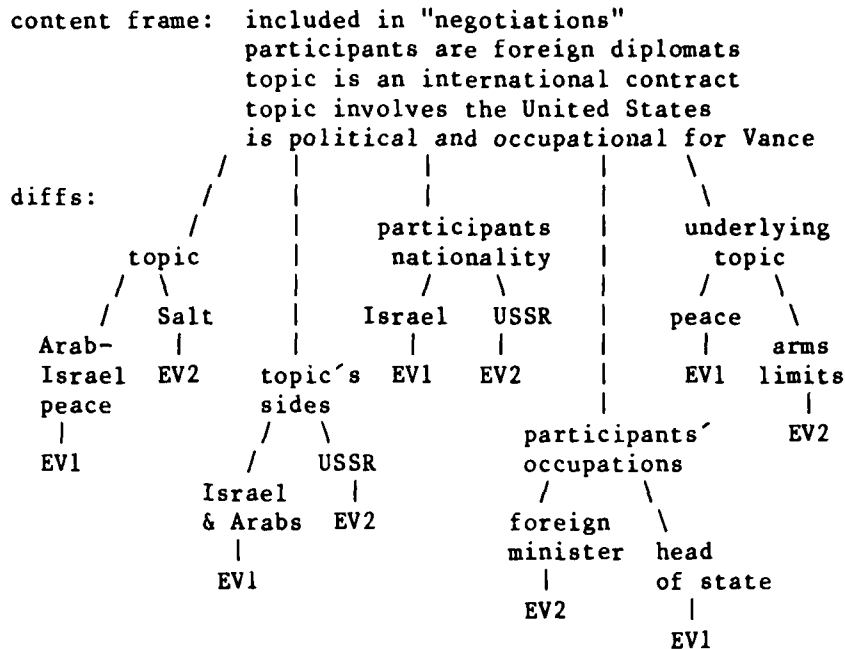 content frame: included in "negotiations"
participants are foreign diplomats
topic is an international contract
topic involves the United States
is political and occupational for Vance
diffs:
participants underlying
topic nationality topic
Salt Israel USSR peace
Arab- arms
Israel EV2 topic´s EV1 EV2 EV1 limits
peace sides
participants´ EV2
EV1 USSR occupations
Israel
& Arabs EV2 foreign
minister head
EV1 of state
EV2
EV1